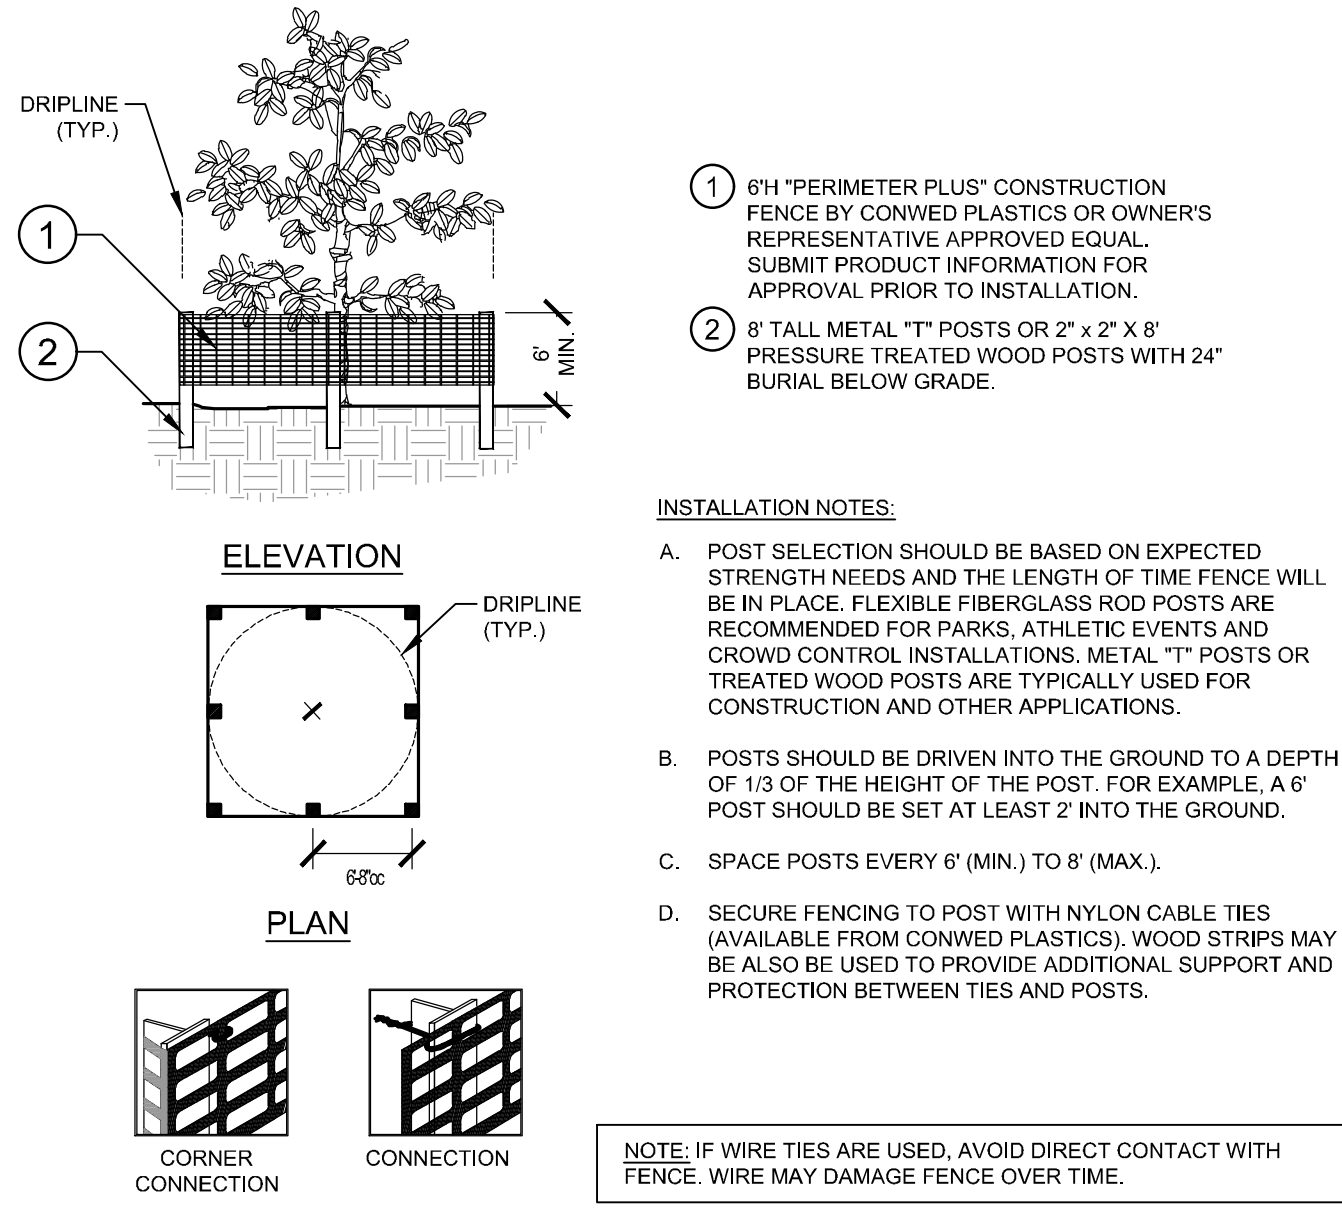 DRIPLINE
(TYP.)
1
2
6'
MIN.
ELEVATION
DRIPLINE
(TYP.)
6'-8"oc
PLAN
CORNER
CONNECTION
CONNECTION
1 6'H "PERIMETER PLUS" CONSTRUCTION
FENCE BY CONWED PLASTICS OR OWNER'S
REPRESENTATIVE APPROVED EQUAL.
SUBMIT PRODUCT INFORMATION FOR
APPROVAL PRIOR TO INSTALLATION.
2 8' TALL METAL "T" POSTS OR 2" x 2" X 8'
PRESSURE TREATED WOOD POSTS WITH 24"
BURIAL BELOW GRADE.
INSTALLATION NOTES:
A. POST SELECTION SHOULD BE BASED ON EXPECTED
STRENGTH NEEDS AND THE LENGTH OF TIME FENCE WILL
BE IN PLACE. FLEXIBLE FIBERGLASS ROD POSTS ARE
RECOMMENDED FOR PARKS, ATHLETIC EVENTS AND
CROWD CONTROL INSTALLATIONS. METAL "T" POSTS OR
TREATED WOOD POSTS ARE TYPICALLY USED FOR
CONSTRUCTION AND OTHER APPLICATIONS.
B. POSTS SHOULD BE DRIVEN INTO THE GROUND TO A DEPTH
OF 1/3 OF THE HEIGHT OF THE POST. FOR EXAMPLE, A 6'
POST SHOULD BE SET AT LEAST 2' INTO THE GROUND.
C. SPACE POSTS EVERY 6' (MIN.) TO 8' (MAX.).
D. SECURE FENCING TO POST WITH NYLON CABLE TIES
(AVAILABLE FROM CONWED PLASTICS). WOOD STRIPS MAY
BE ALSO BE USED TO PROVIDE ADDITIONAL SUPPORT AND
PROTECTION BETWEEN TIES AND POSTS.
NOTE: IF WIRE TIES ARE USED, AVOID DIRECT CONTACT WITH
FENCE. WIRE MAY DAMAGE FENCE OVER TIME.